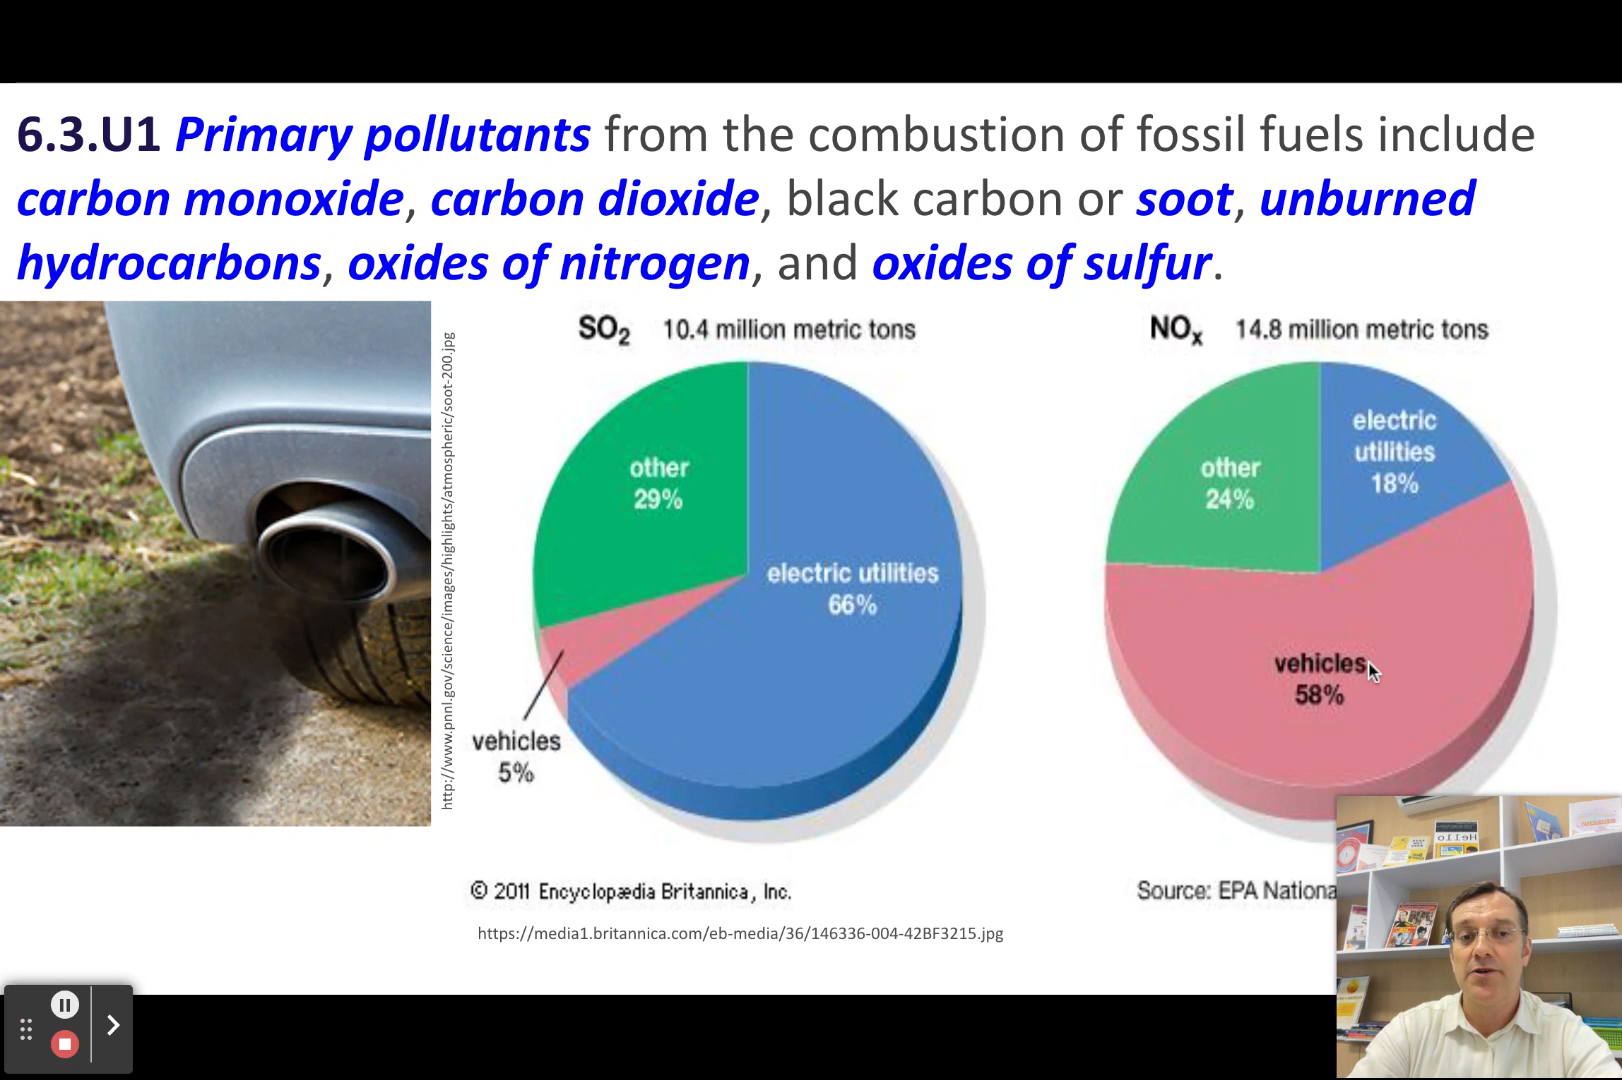 6.3.U1 Primary pollutants from the combustion of fossil fuels include
carbon monoxide, carbon dioxide, black carbon or soot, unburned
hydrocarbons, oxides of nitrogen, and oxides of sulfur.
http://www.pnnl.gov/science/images/highlights/atmospheric/soot-200.jpg
SO₂ 10.4 million metric tons
other
29%
electric utilities
66%
vehicles
5%
NOₓ 14.8 million metric tons
electric
utilities
18%
other
24%
vehicles
58%
© 2011 Encyclopædia Britannica, Inc.
Source: EPA Nationa
https://media1.britannica.com/eb-media/36/146336-004-42BF3215.jpg
Hello